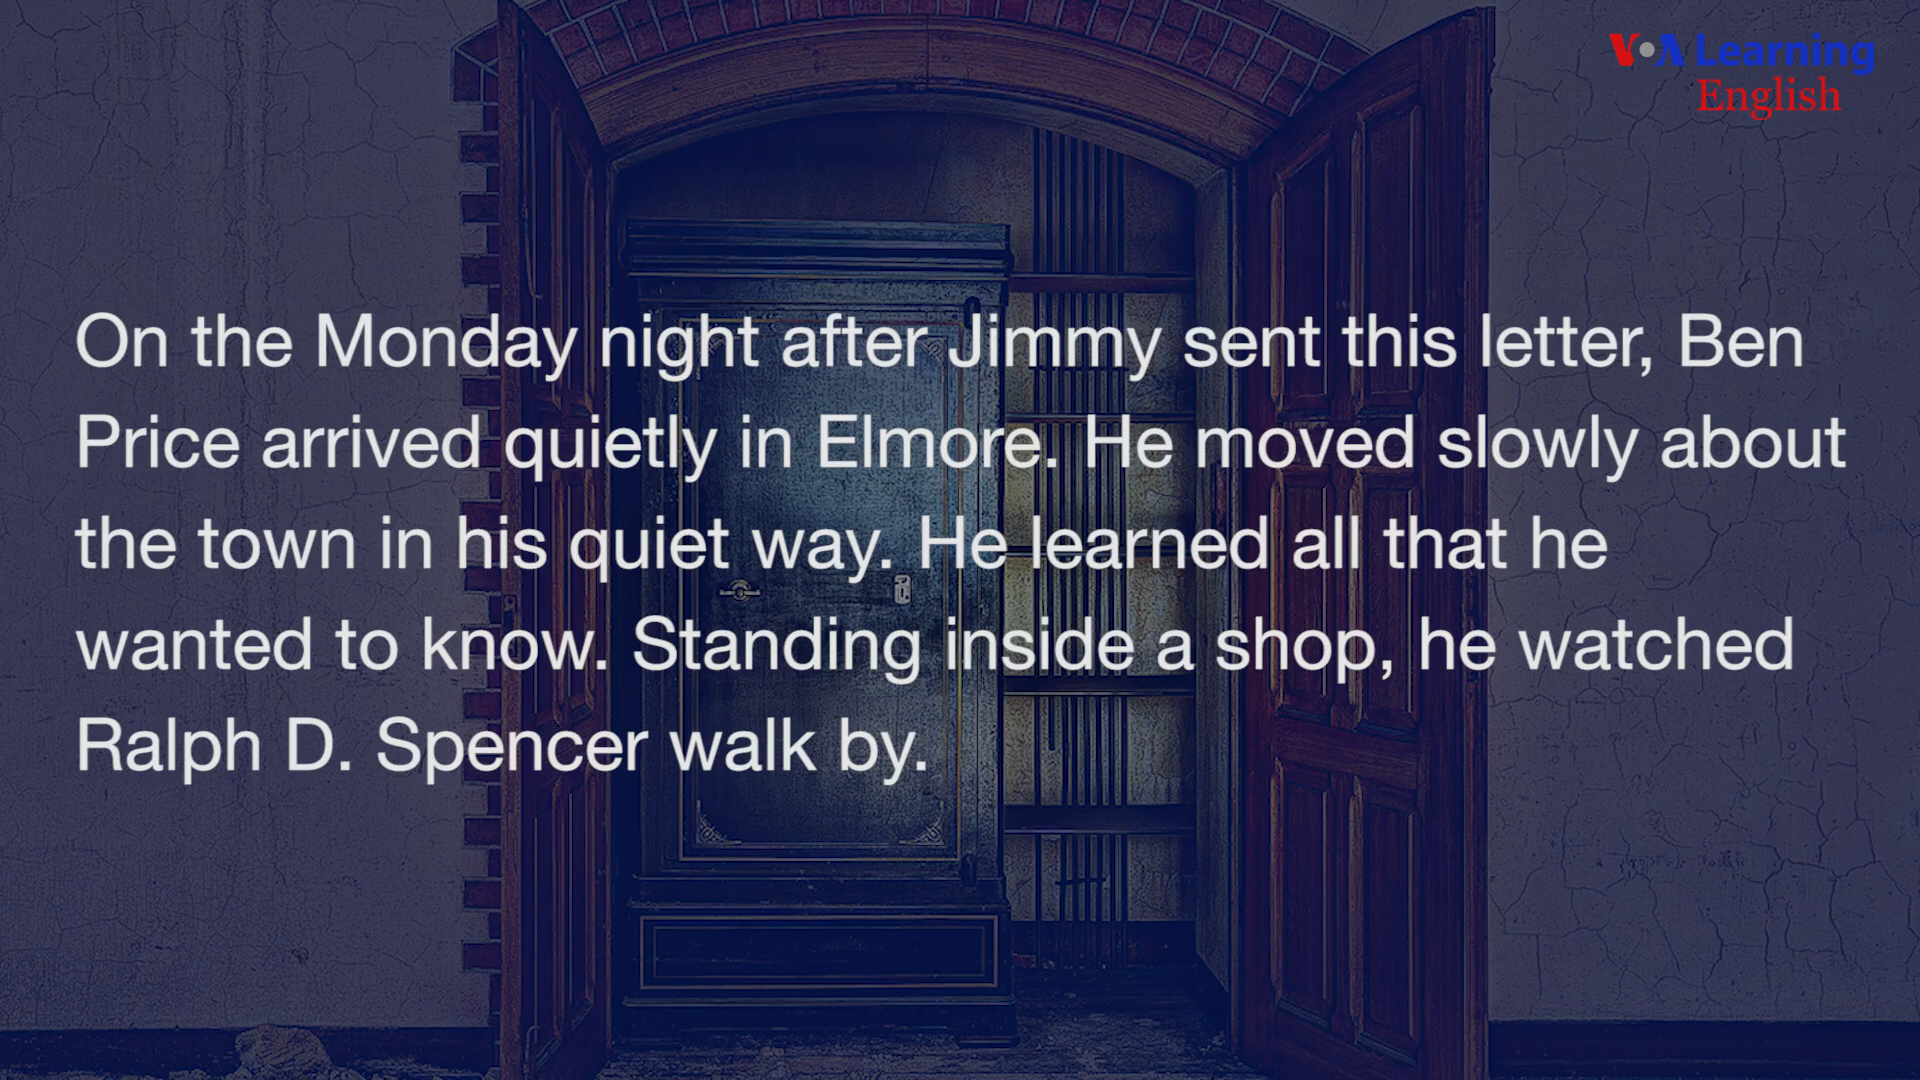 VOA Learning
English
On the Monday night after Jimmy sent this letter, Ben
Price arrived quietly in Elmore. He moved slowly about
the town in his quiet way. He learned all that he
wanted to know. Standing inside a shop, he watched
Ralph D. Spencer walk by.